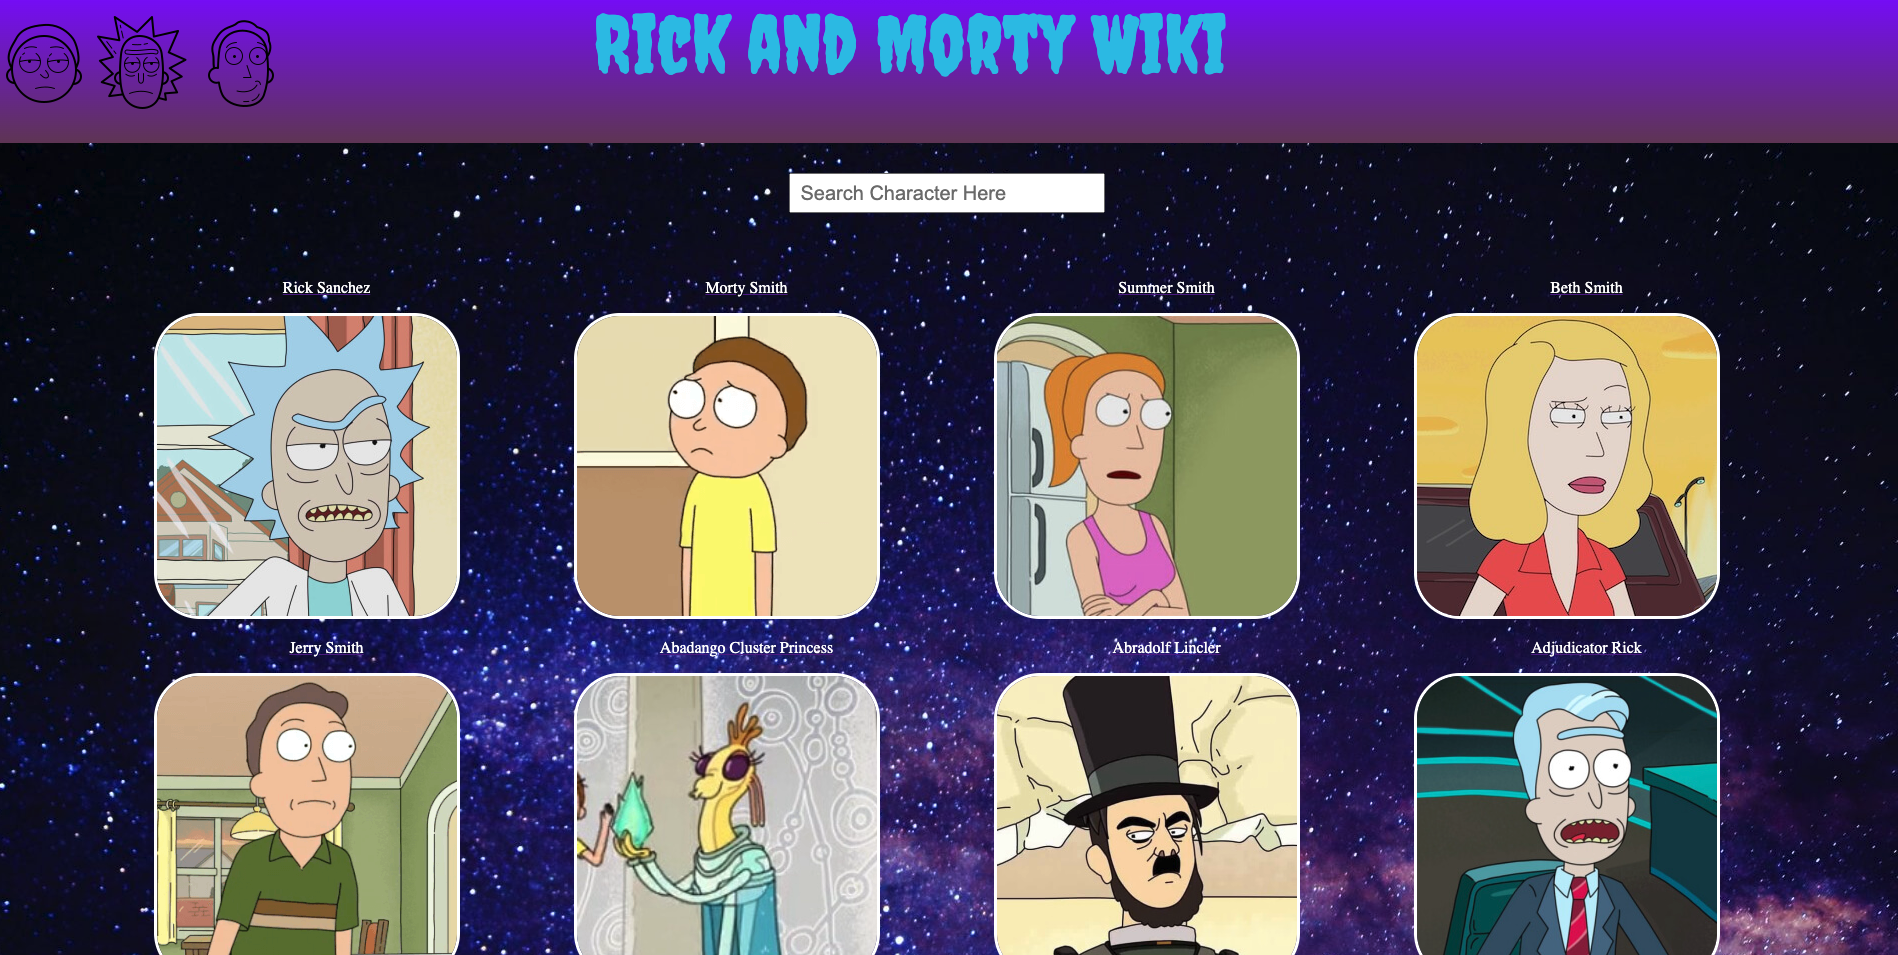 RICK AND MORTY WIKI
Search Character Here
Rick Sanchez
Morty Smith
Summer Smith
Beth Smith
Jerry Smith
Abadango Cluster Princess
Abradolf Lincler
Adjudicator Rick